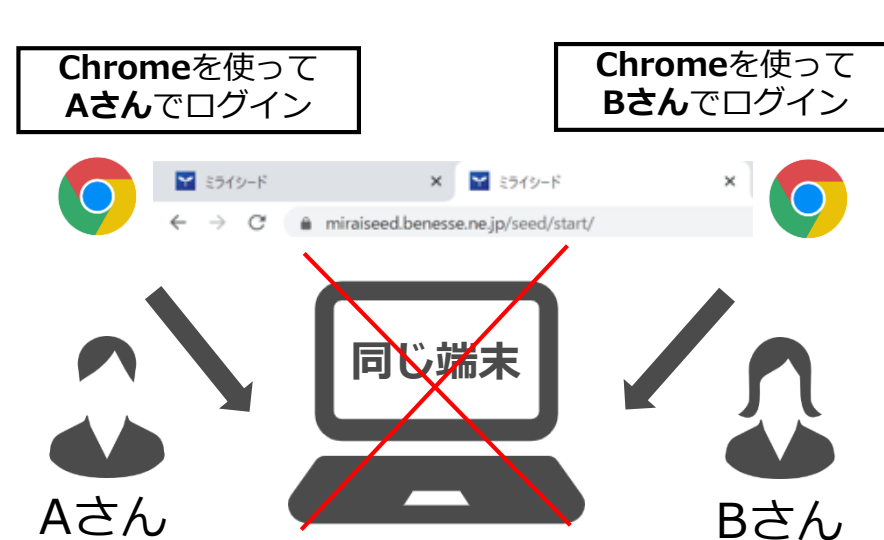 Chromeを使って
Aさんでログイン
Chromeを使って
Bさんでログイン
ミライシード
ミライシード
miraiseed.benesse.ne.jp/seed/start/
同じ端末
Aさん
Bさん